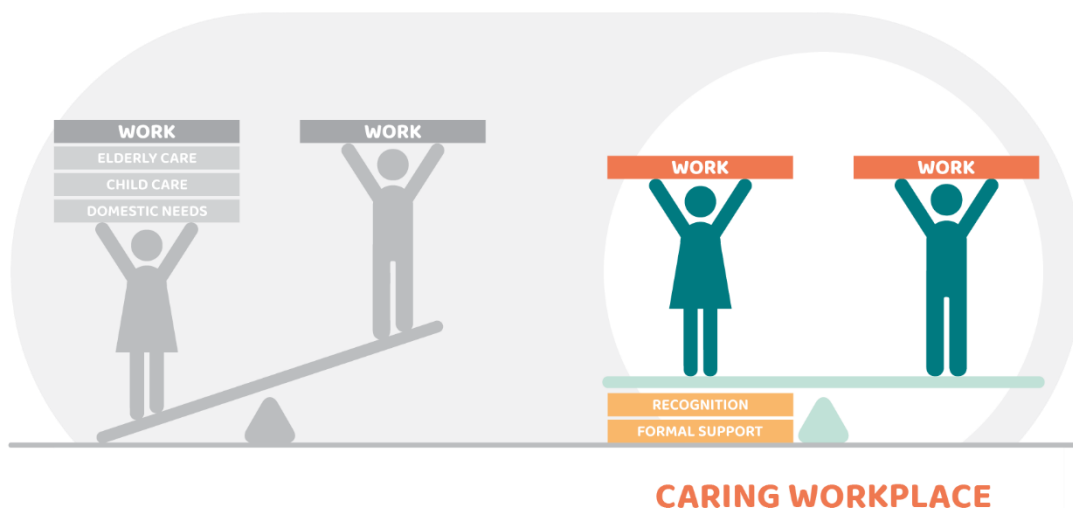 WORK
ELDERLY CARE
CHILD CARE
DOMESTIC NEEDS
WORK
WORK
WORK
RECOGNITION
FORMAL SUPPORT
CARING WORKPLACE